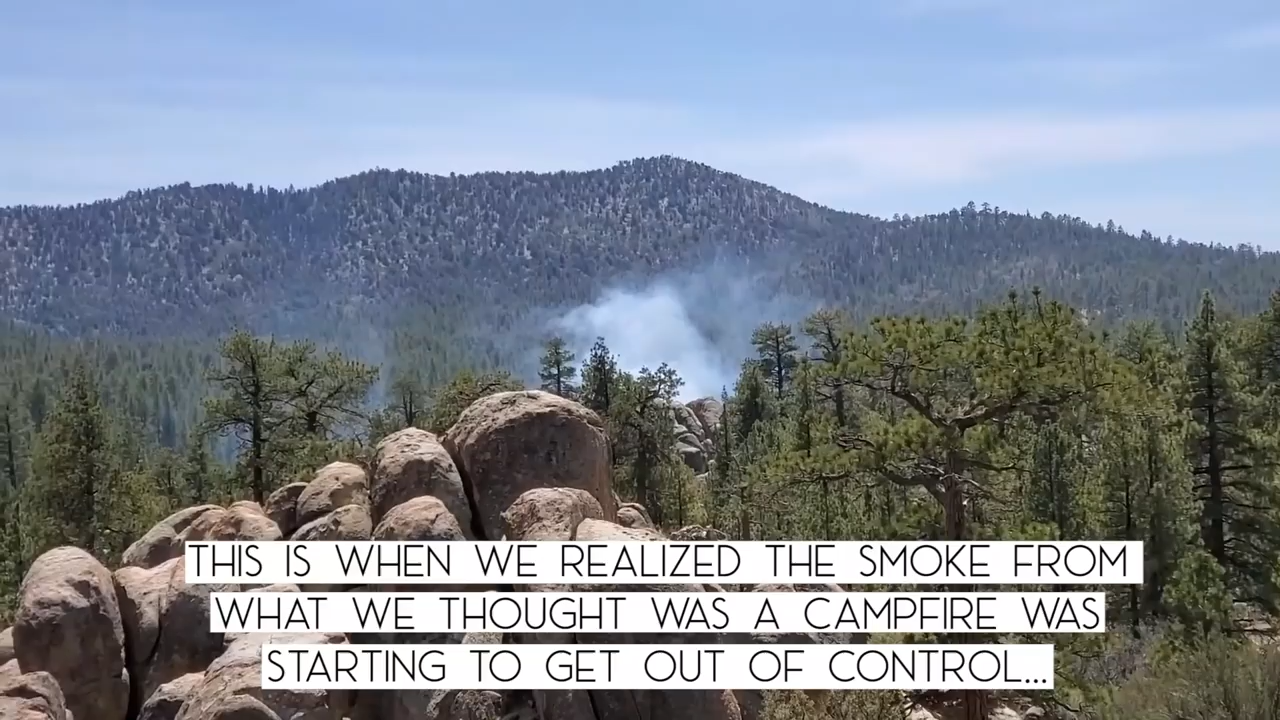 THIS IS WHEN WE REALIZED THE SMOKE FROM
WHAT WE THOUGHT WAS A CAMPFIRE WAS
STARTING TO GET OUT OF CONTROL...